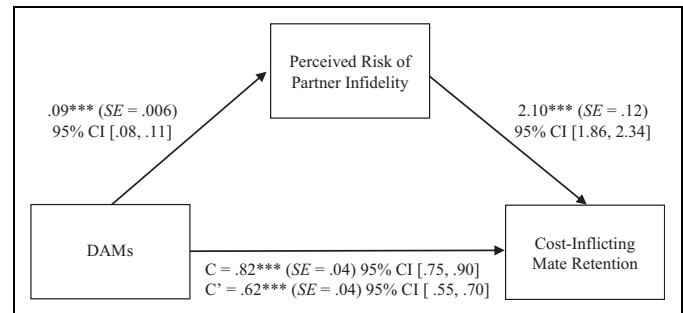 Perceived Risk of
Partner Infidelity
.09*** (SE = .006)
95% CI [.08, .11]
2.10*** (SE = .12)
95% CI [1.86, 2.34]
DAMs
C = .82*** (SE = .04) 95% CI [.75, .90]
C’ = .62*** (SE = .04) 95% CI [ .55, .70]
Cost-Inflicting
Mate Retention